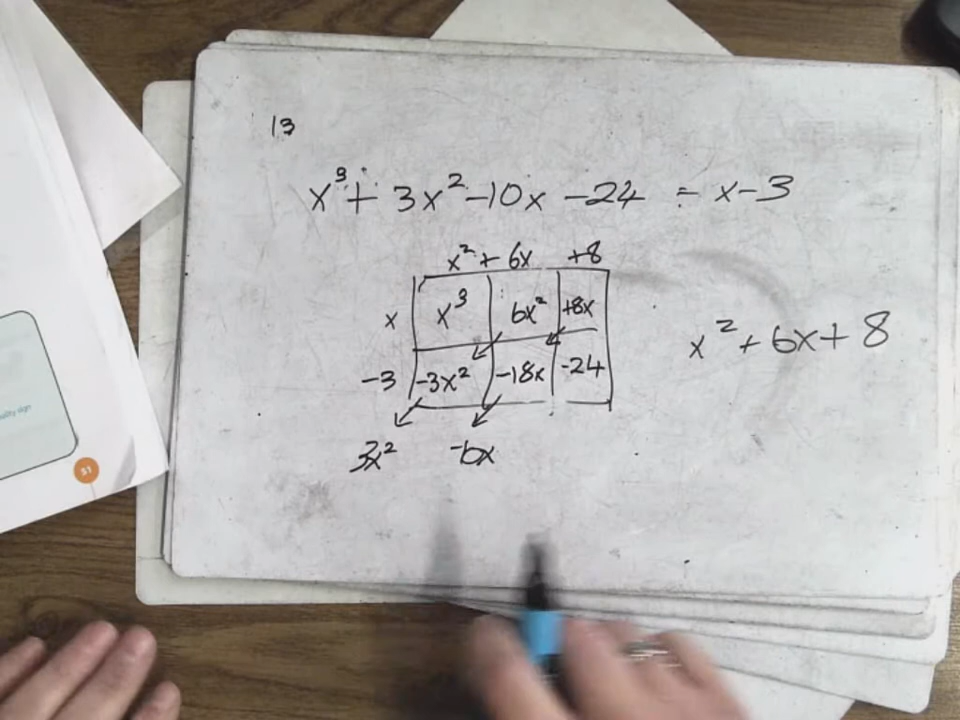 13
x³ + 3x² -10x -24 ÷ x-3
x² + 6x +8
x x³ 6x² +8x
x² + 6x + 8
-3 -3x² -18x -24
3x² -6x
31